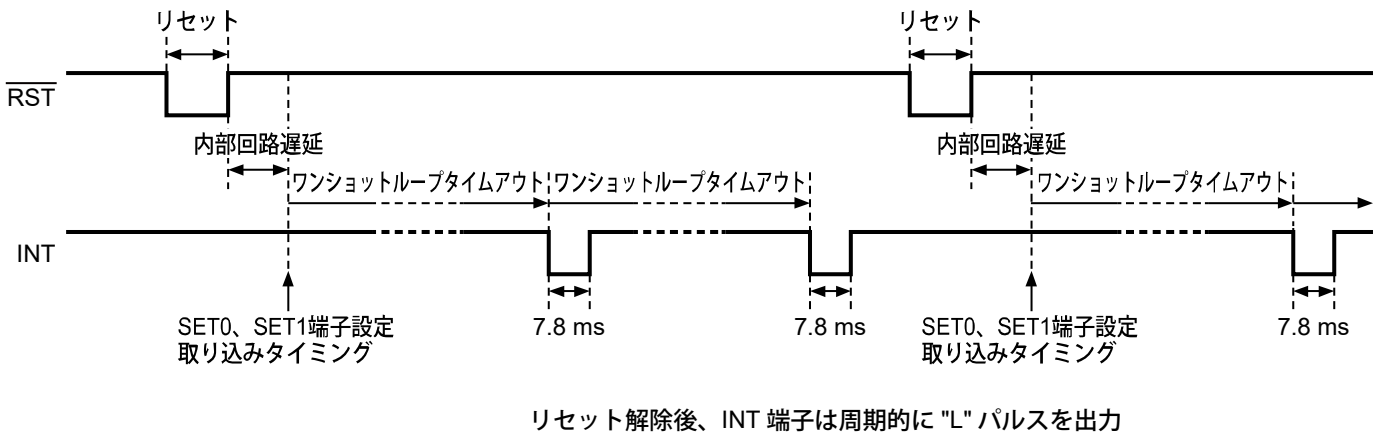 リセット
リセット
RST
内部回路遅延
内部回路遅延
ワンショットループタイムアウト
ワンショットループタイムアウト
ワンショットループタイムアウト
INT
SET0、SET1端子設定
取り込みタイミング
7.8 ms
7.8 ms
SET0、SET1端子設定
取り込みタイミング
7.8 ms
リセット解除後、INT 端子は周期的に "L" パルスを出力